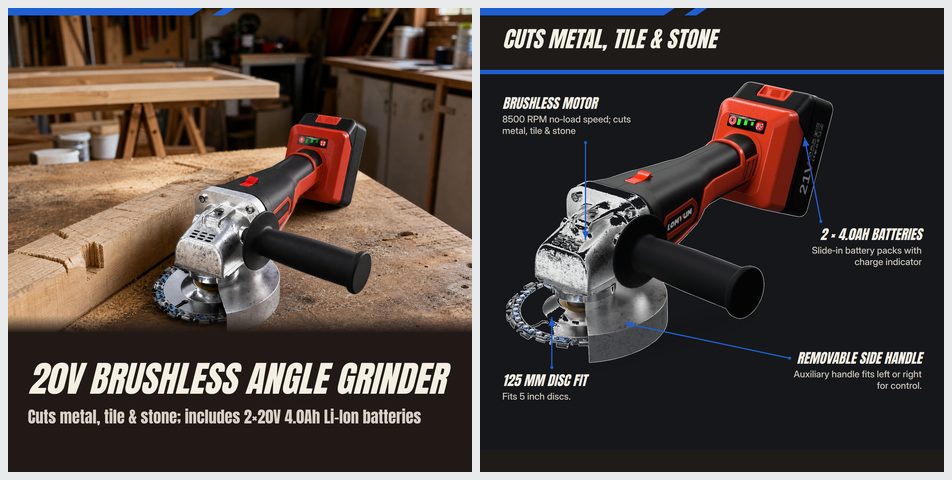 20V BRUSHLESS ANGLE GRINDER
Cuts metal, tile & stone; includes 2×20V 4.0Ah Li-Ion batteries
CUTS METAL, TILE & STONE
BRUSHLESS MOTOR
8500 RPM no-load speed; cuts
metal, tile & stone
21V
LOMVUM
2 × 4.0AH BATTERIES
Slide-in battery packs with
charge indicator
REMOVABLE SIDE HANDLE
Auxiliary handle fits left or right
for control.
125 MM DISC FIT
Fits 5 inch discs.